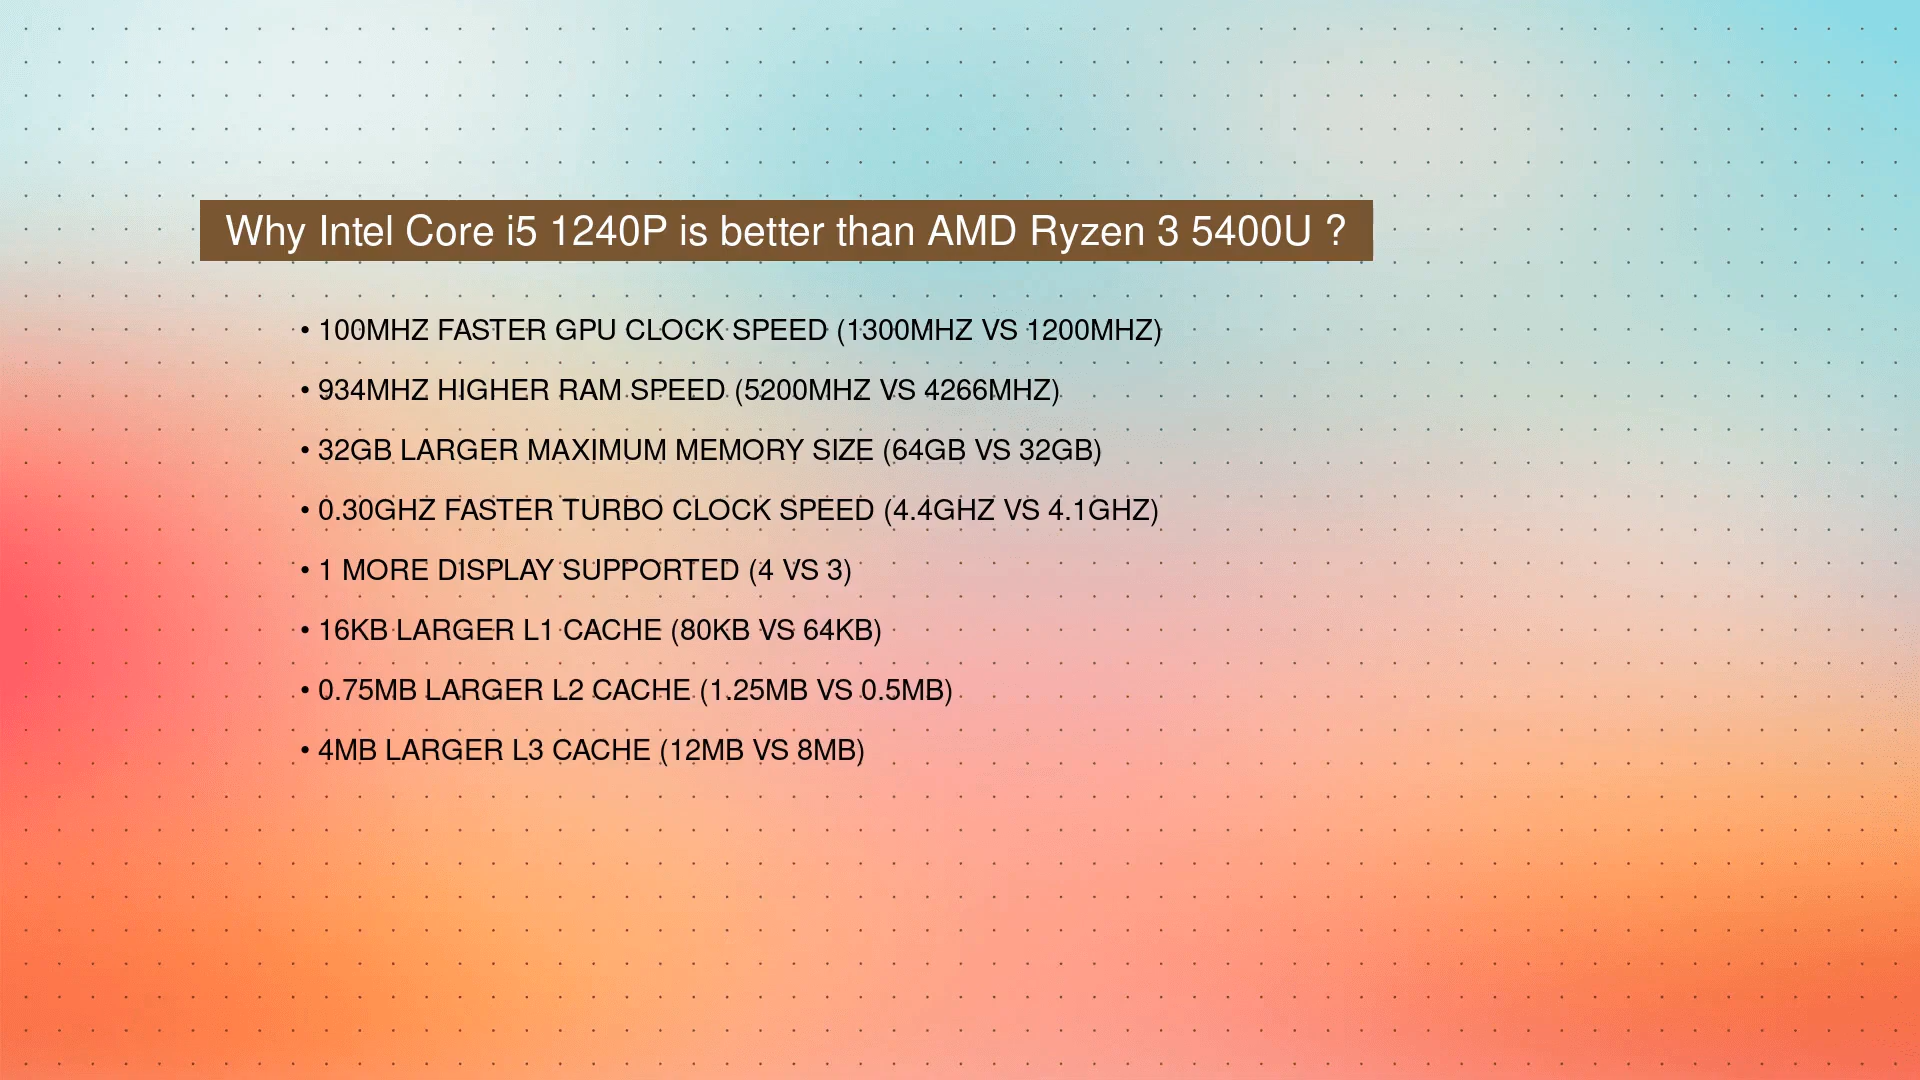 Why Intel Core i5 1240P is better than AMD Ryzen 3 5400U ?
• 100MHZ FASTER GPU CLOCK SPEED (1300MHZ VS 1200MHZ)
• 934MHZ HIGHER RAM SPEED (5200MHZ VS 4266MHZ)
• 32GB LARGER MAXIMUM MEMORY SIZE (64GB VS 32GB)
• 0.30GHZ FASTER TURBO CLOCK SPEED (4.4GHZ VS 4.1GHZ)
• 1 MORE DISPLAY SUPPORTED (4 VS 3)
• 16KB LARGER L1 CACHE (80KB VS 64KB)
• 0.75MB LARGER L2 CACHE (1.25MB VS 0.5MB)
• 4MB LARGER L3 CACHE (12MB VS 8MB)